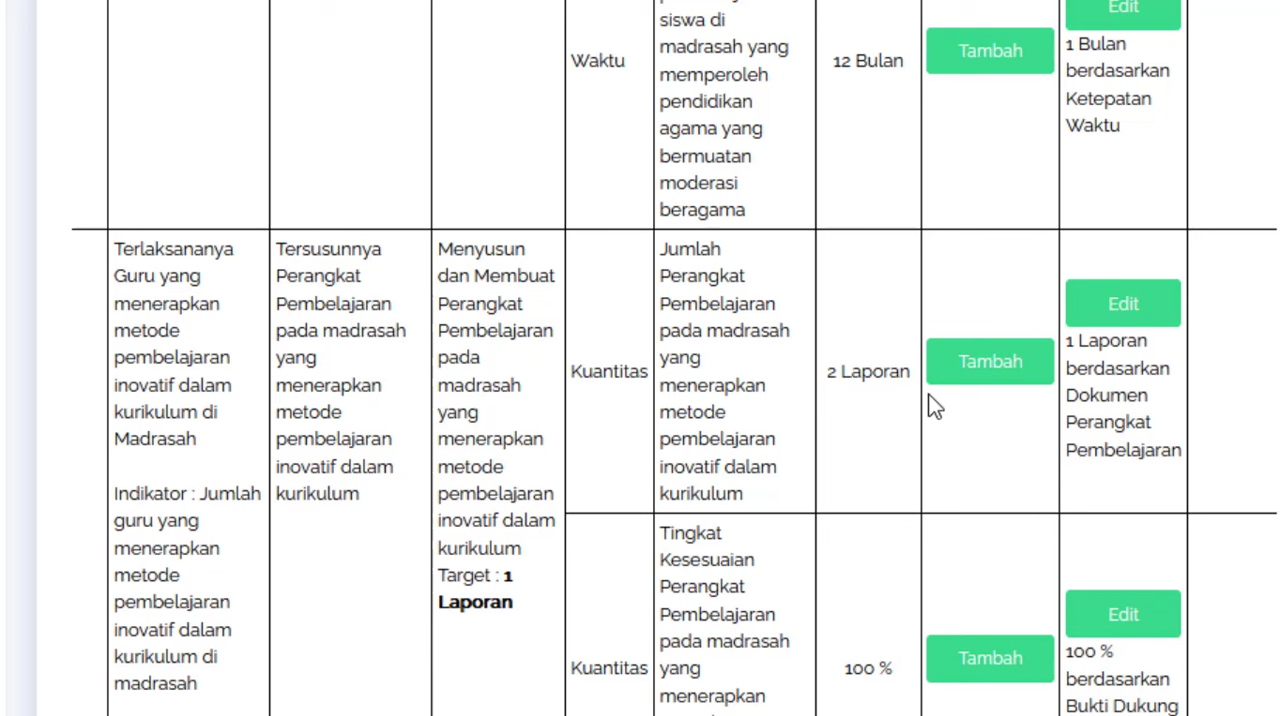 siswa di
madrasah yang
memperoleh
pendidikan
agama yang
bermuatan
moderasi
beragama
Waktu
12 Bulan
Tambah
Edit
1 Bulan
berdasarkan
Ketepatan
Waktu
Terlaksananya
Guru yang
menerapkan
metode
pembelajaran
inovatif dalam
kurikulum di
Madrasah
Indikator : Jumlah
guru yang
menerapkan
metode
pembelajaran
inovatif dalam
kurikulum di
madrasah
Tersusunnya
Perangkat
Pembelajaran
pada madrasah
yang
menerapkan
metode
pembelajaran
inovatif dalam
kurikulum
Menyusun
dan Membuat
Perangkat
Pembelajaran
pada
madrasah
yang
menerapkan
metode
pembelajaran
inovatif dalam
kurikulum
Target : 1
Laporan
Kuantitas
Jumlah
Perangkat
Pembelajaran
pada madrasah
yang
menerapkan
metode
pembelajaran
inovatif dalam
kurikulum
2 Laporan
Tambah
Edit
1 Laporan
berdasarkan
Dokumen
Perangkat
Pembelajaran
Kuantitas
Tingkat
Kesesuaian
Perangkat
Pembelajaran
pada madrasah
yang
menerapkan
100 %
Tambah
Edit
100 %
berdasarkan
Bukti Dukung